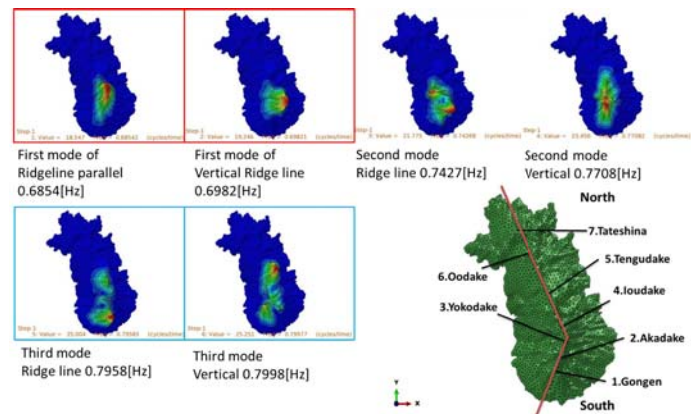 First mode of
Ridgeline parallel
0.6854[Hz]
First mode of
Vertical Ridge line
0.6982[Hz]
Second mode
Ridge line 0.7427[Hz]
Second mode
Vertical 0.7708[Hz]
Third mode
Ridge line 0.7958[Hz]
Third mode
Vertical 0.7998[Hz]
North
7.Tateshina
5.Tengudake
6.Oodake
4.Ioudake
3.Yokodake
2.Akadake
1.Gongen
South
Y
X